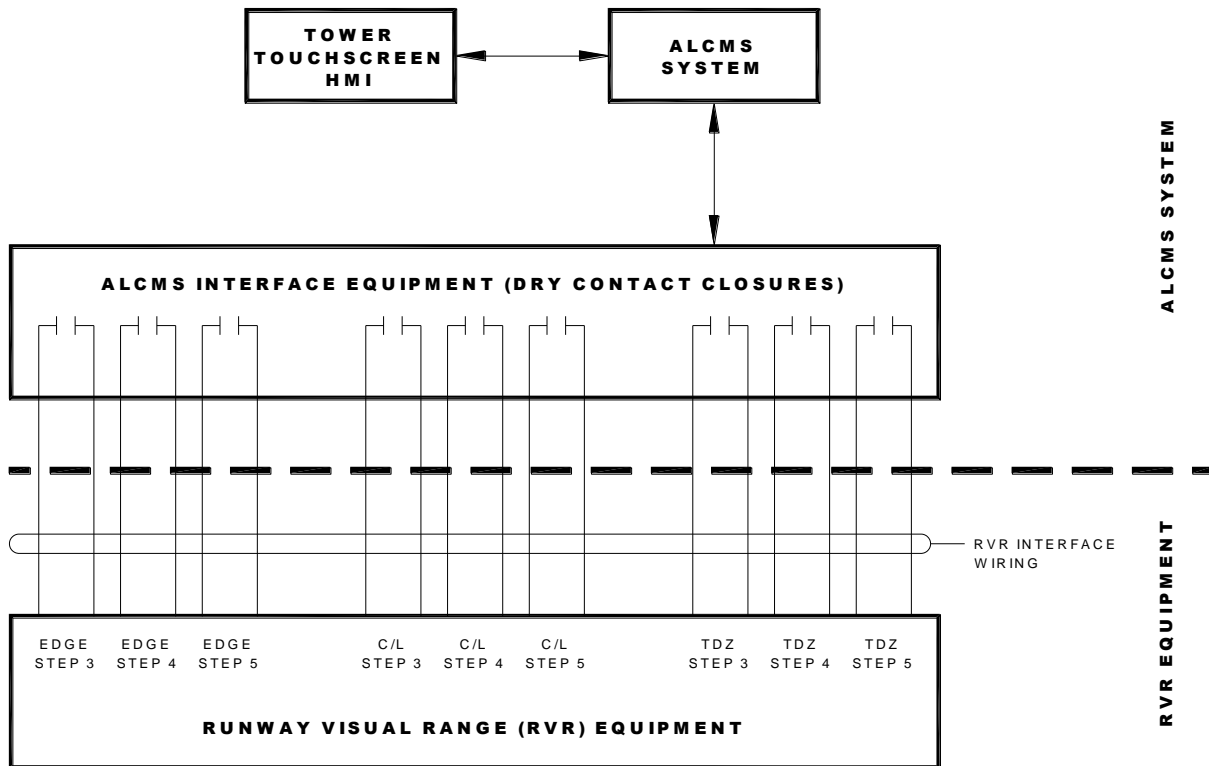 TOWER
TOUCHSCREEN
HMI
ALCMS
SYSTEM
ALCMS SYSTEM
ALCMS INTERFACE EQUIPMENT (DRY CONTACT CLOSURES)
RVR INTERFACE
WIRING
RVR EQUIPMENT
EDGE
STEP 3
EDGE
STEP 4
EDGE
STEP 5
C/L
STEP 3
C/L
STEP 4
C/L
STEP 5
TDZ
STEP 3
TDZ
STEP 4
TDZ
STEP 5
RUNWAY VISUAL RANGE (RVR) EQUIPMENT